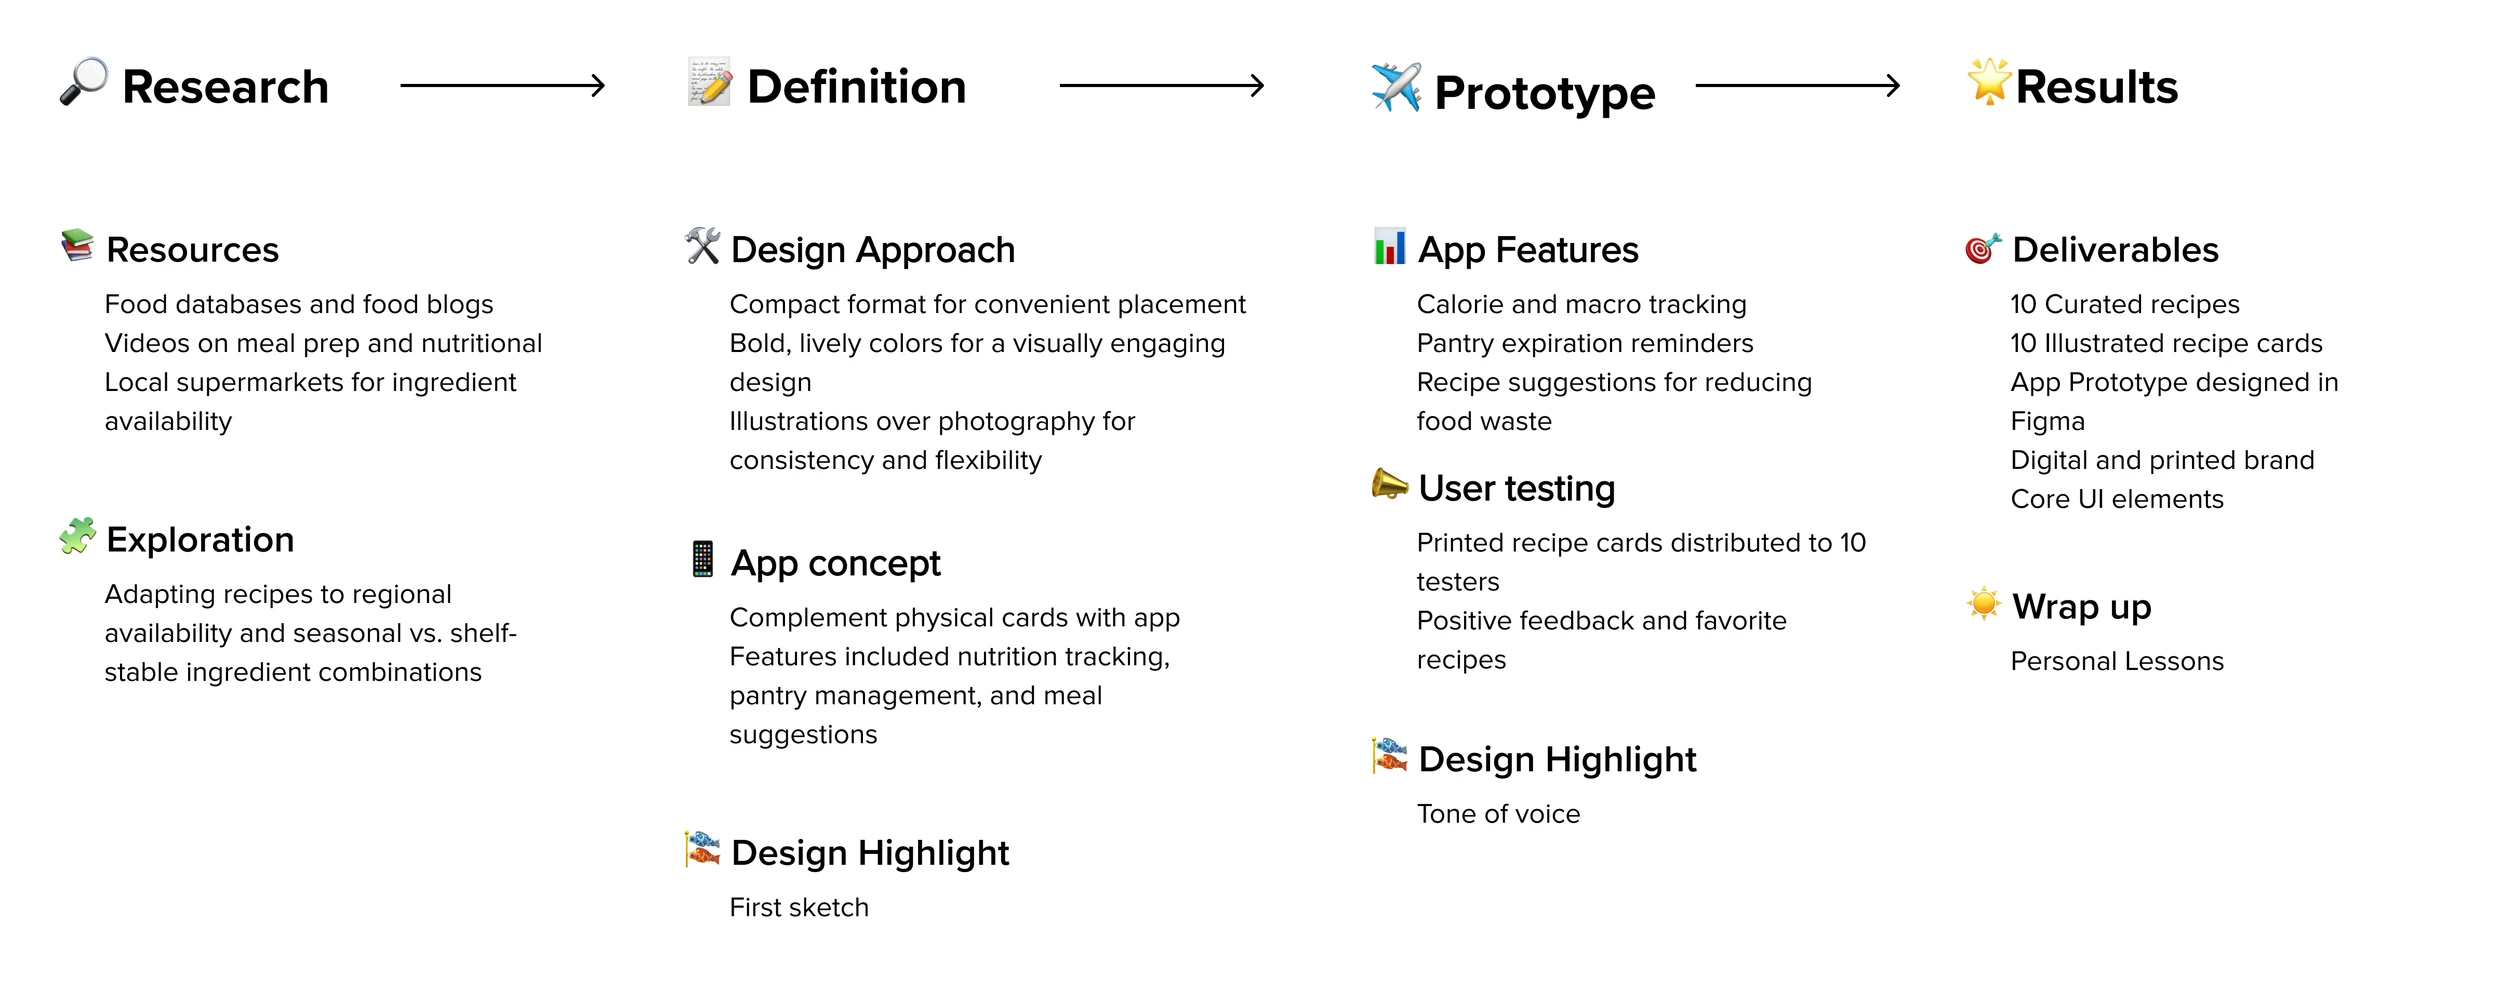 Research
Definition
Prototype
Results
Resources
Food databases and food blogs
Videos on meal prep and nutritional
Local supermarkets for ingredient
availability
Exploration
Adapting recipes to regional
availability and seasonal vs. shelf-
stable ingredient combinations
Design Approach
Compact format for convenient placement
Bold, lively colors for a visually engaging
design
Illustrations over photography for
consistency and flexibility
App concept
Complement physical cards with app
Features included nutrition tracking,
pantry management, and meal
suggestions
Design Highlight
First sketch
App Features
Calorie and macro tracking
Pantry expiration reminders
Recipe suggestions for reducing
food waste
User testing
Printed recipe cards distributed to 10
testers
Positive feedback and favorite
recipes
Design Highlight
Tone of voice
Deliverables
10 Curated recipes
10 Illustrated recipe cards
App Prototype designed in
Figma
Digital and printed brand
Core UI elements
Wrap up
Personal Lessons